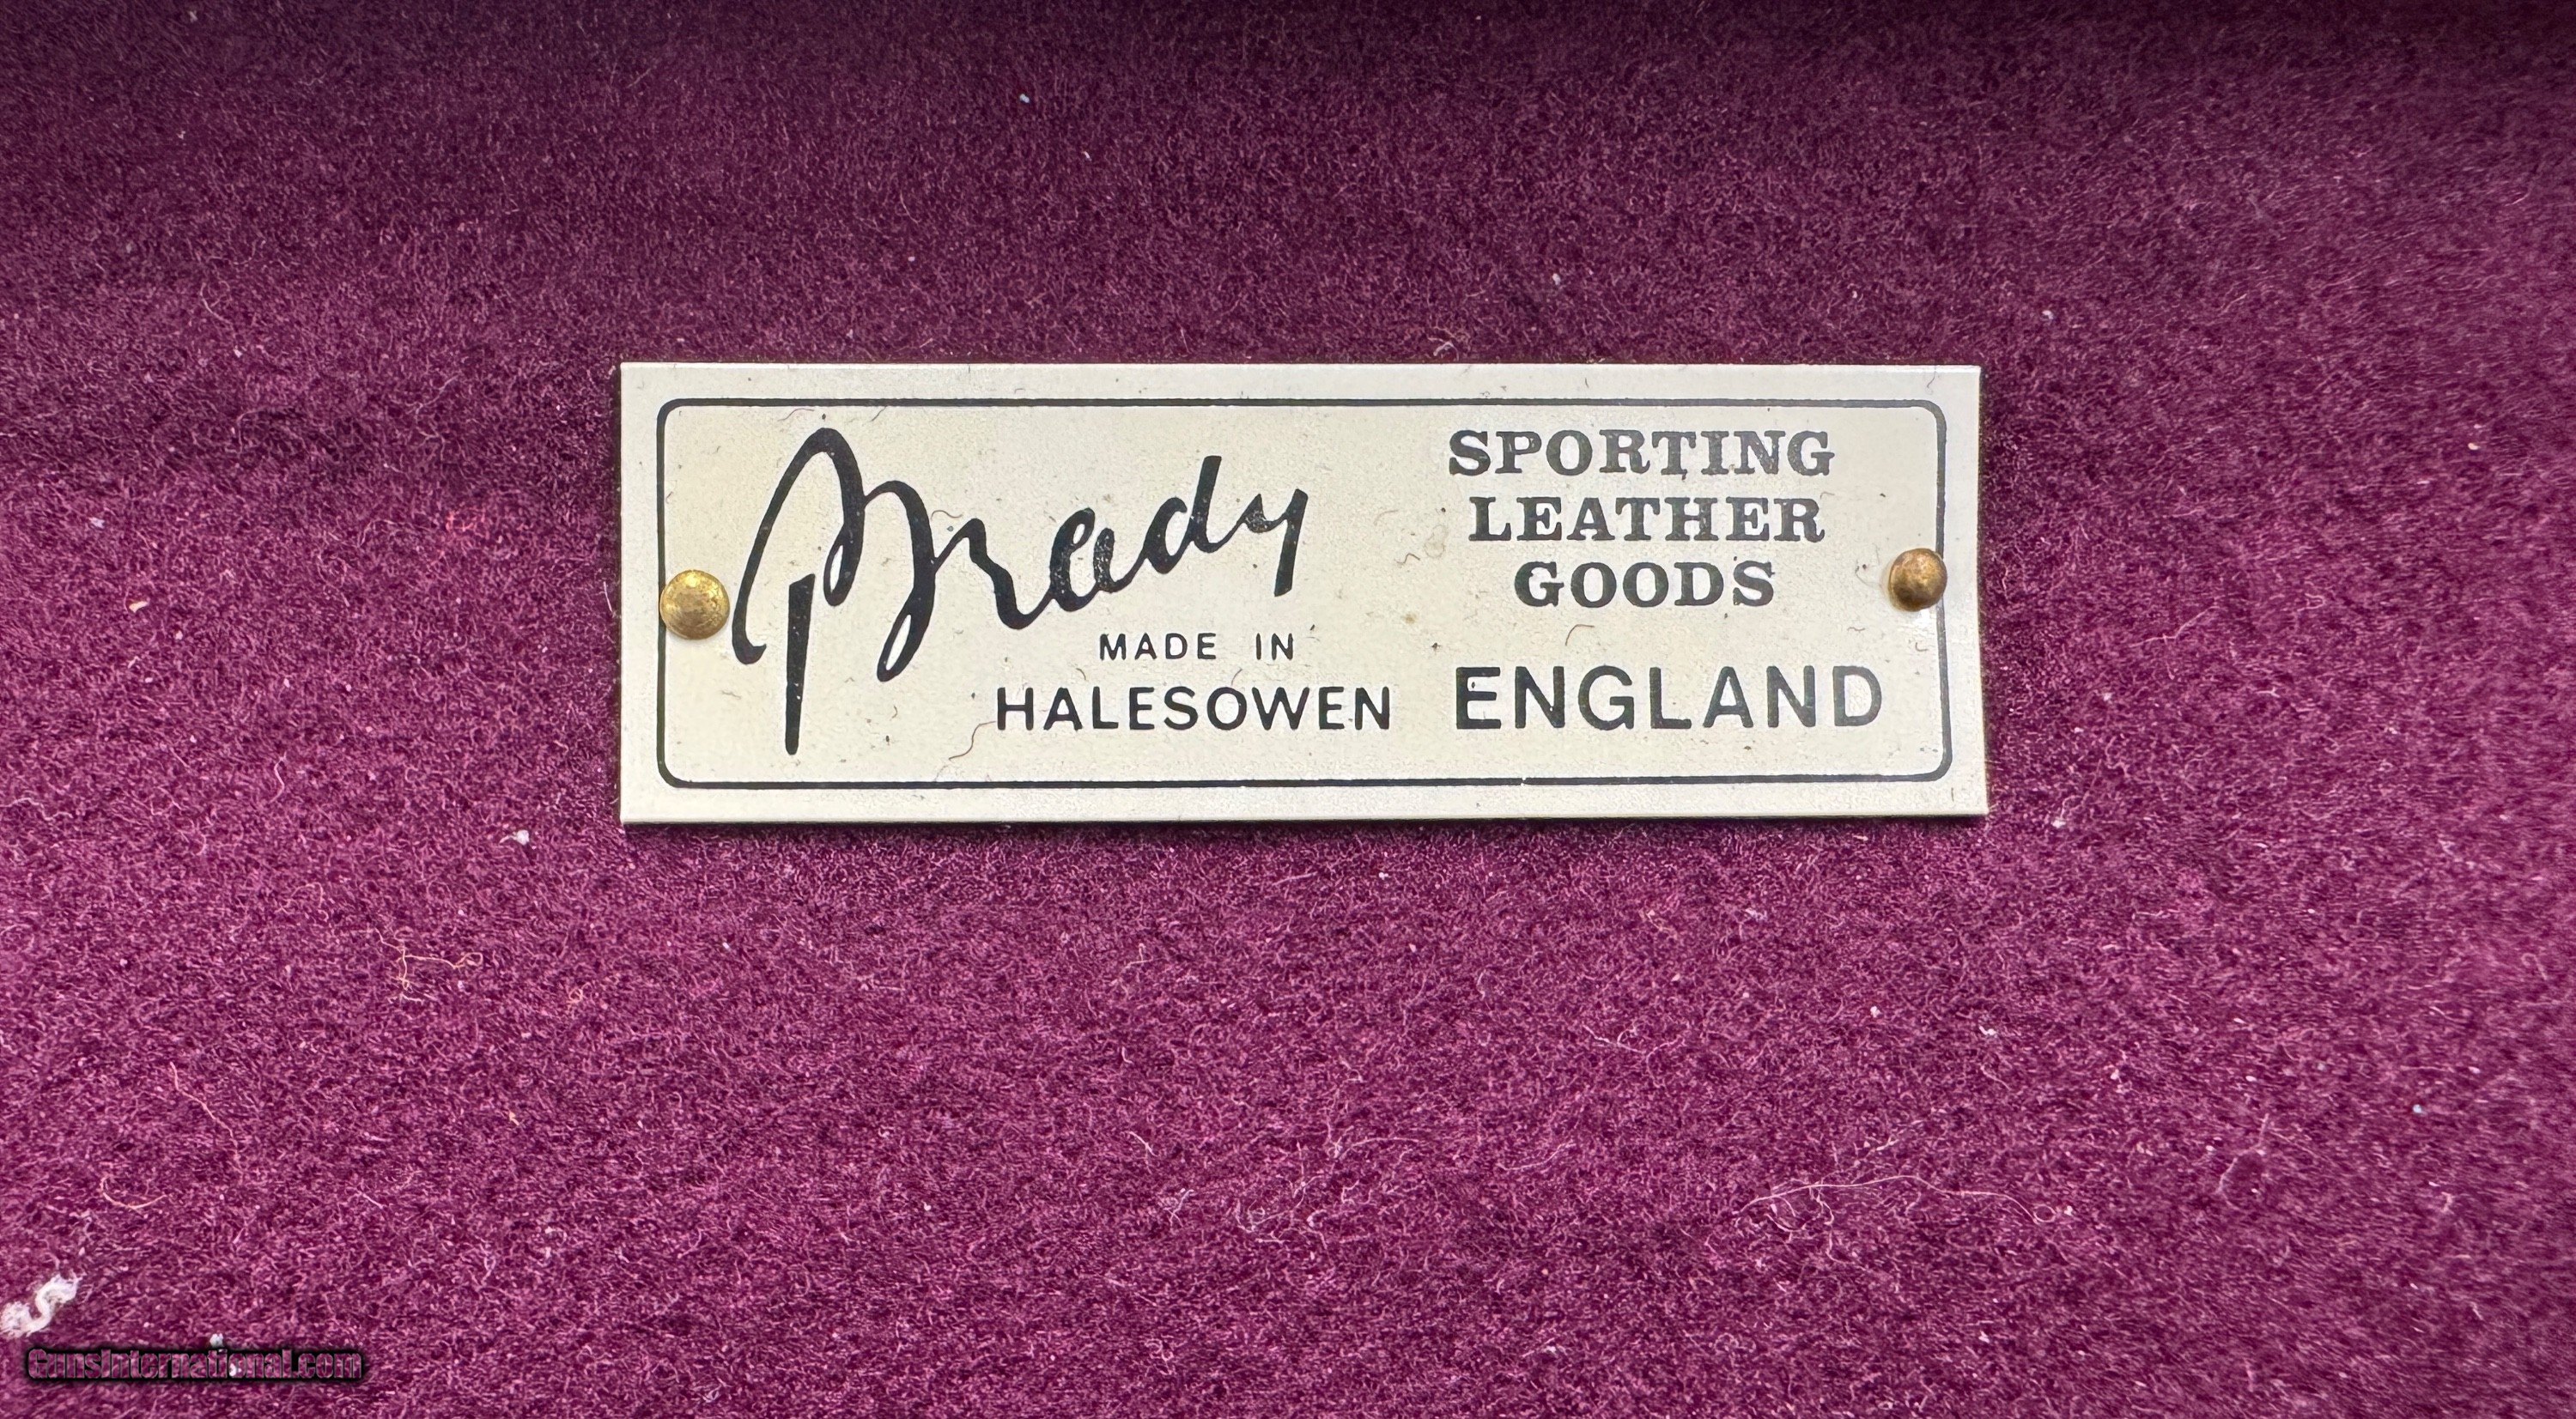 Brady
MADE IN
HALESOWEN
SPORTING
LEATHER
GOODS
ENGLAND
GunsInternational.com